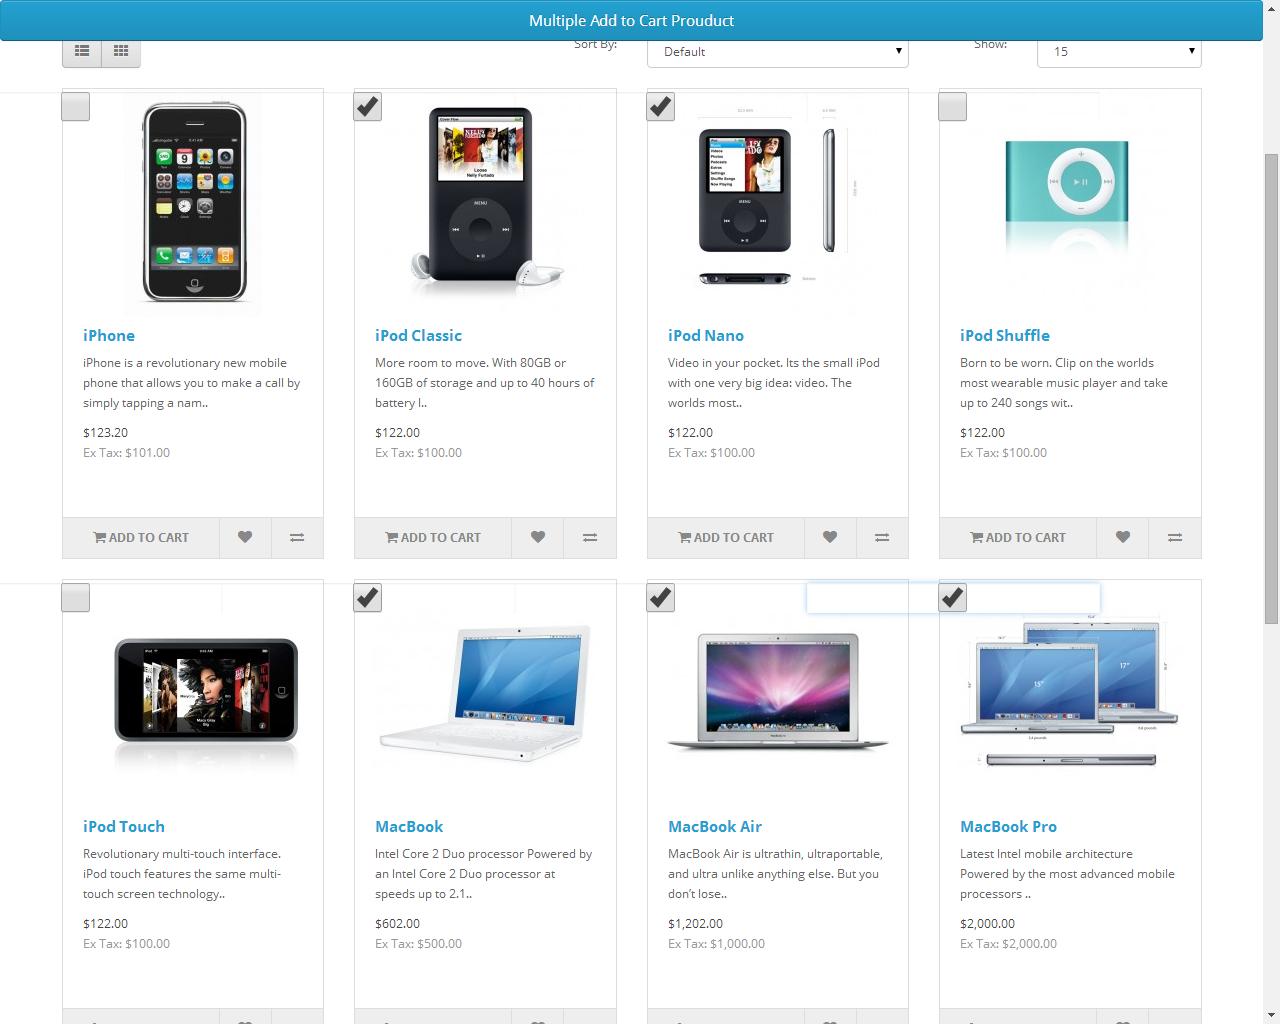 Multiple Add to Cart Prouduct
Sort By:
Default
Show:
15
iPhone
iPhone is a revolutionary new mobile
phone that allows you to make a call by
simply tapping a nam..
$123.20
Ex Tax: $101.00
ADD TO CART
iPod Classic
More room to move. With 80GB or
160GB of storage and up to 40 hours of
battery l..
$122.00
Ex Tax: $100.00
ADD TO CART
MENU
iPod Nano
Video in your pocket. Its the small iPod
with one very big idea: video. The
worlds most..
$122.00
Ex Tax: $100.00
ADD TO CART
MENU
iPod Shuffle
Born to be worn. Clip on the worlds
most wearable music player and take
up to 240 songs wit..
$122.00
Ex Tax: $100.00
ADD TO CART
iPod Touch
Revolutionary multi-touch interface.
iPod touch features the same multi-
touch screen technology..
$122.00
Ex Tax: $100.00
MacBook
Intel Core 2 Duo processor Powered by
an Intel Core 2 Duo processor at
speeds up to 2.1..
$602.00
Ex Tax: $500.00
MacBook Air
MacBook Air is ultrathin, ultraportable,
and ultra unlike anything else. But you
don’t lose..
$1,202.00
Ex Tax: $1,000.00
15"
17"
MacBook Pro
Latest Intel mobile architecture
Powered by the most advanced mobile
processors ..
$2,000.00
Ex Tax: $2,000.00